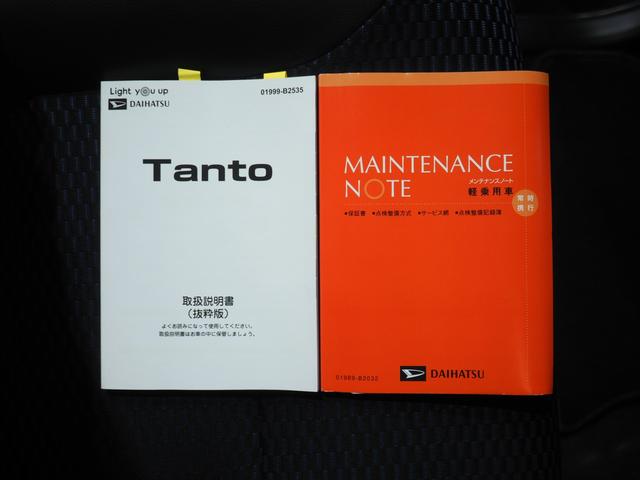 Light you up
DAIHATSU
01999-B2535
Tanto
取扱説明書
（抜粋版）
よくお読みになって使用してください。
取扱説明書はお車の中に保管しましょう。
MAINTENANCE
NOTE
メンテナンスノート
軽乗用車
常時
携行
●保証書 ●点検整備方式 ●サービス網 ●点検整備記録簿
01989-B2032
DAIHATSU